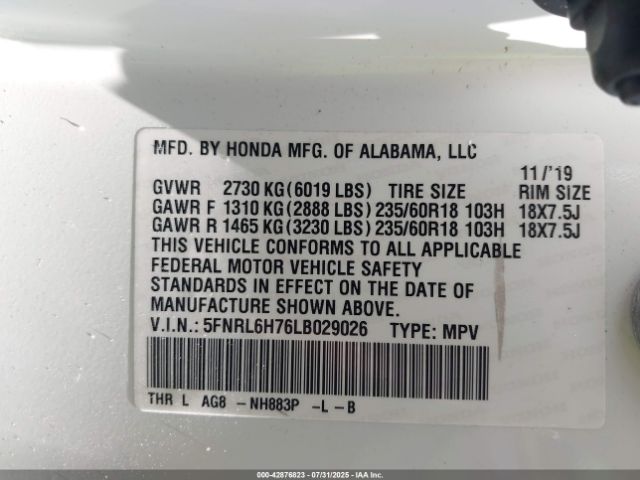 MFD. BY HONDA MFG. OF ALABAMA, LLC
11/'19
GVWR 2730 KG (6019 LBS) TIRE SIZE RIM SIZE
GAWR F 1310 KG (2888 LBS) 235/60R18 103H 18X7.5J
GAWR R 1465 KG (3230 LBS) 235/60R18 103H 18X7.5J
THIS VEHICLE CONFORMS TO ALL APPLICABLE
FEDERAL MOTOR VEHICLE SAFETY
STANDARDS IN EFFECT ON THE DATE OF
MANUFACTURE SHOWN ABOVE.
V.I.N.: 5FNRL6H76LB029026 TYPE: MPV
THR L AG8 - NH883P - L - B
000-42876823 - 07/31/2025 - IAAI.com